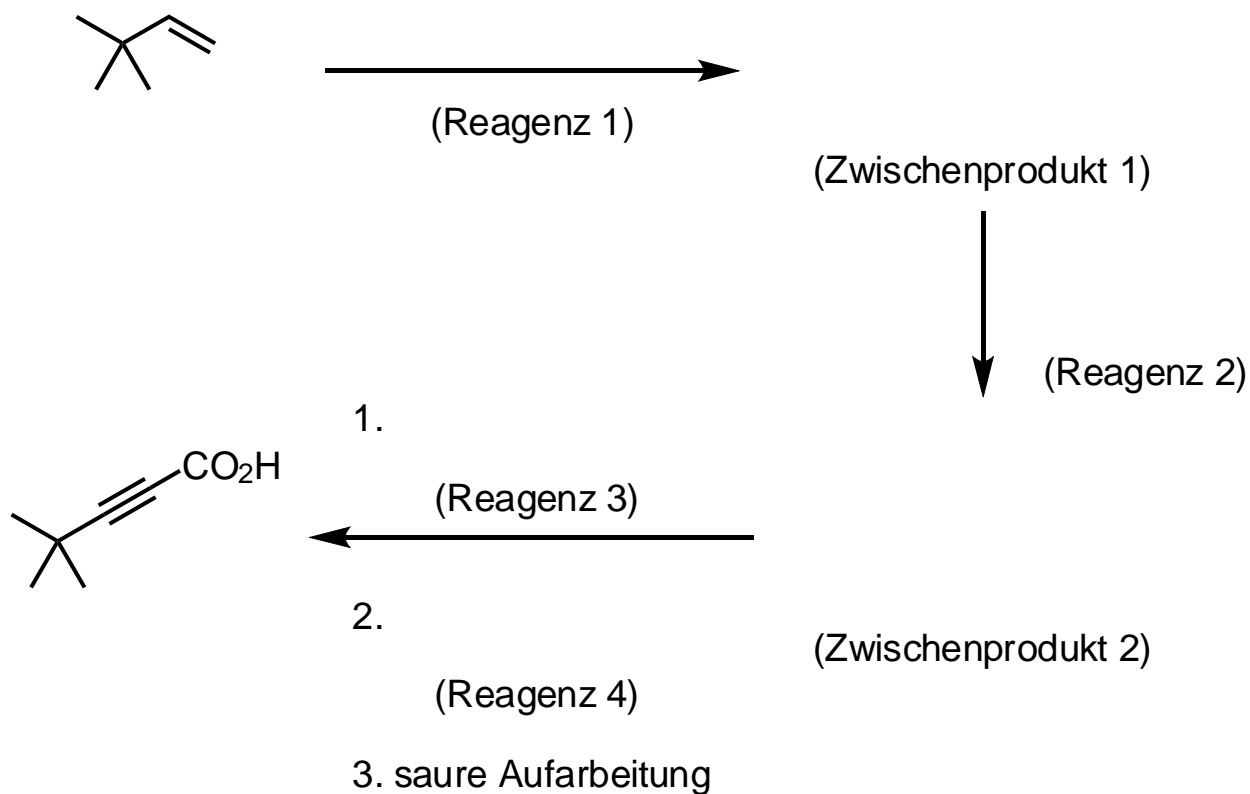 (Reagenz 1)
(Zwischenprodukt 1)
(Reagenz 2)
1.
CO₂H
(Reagenz 3)
2.
(Zwischenprodukt 2)
(Reagenz 4)
3. saure Aufarbeitung